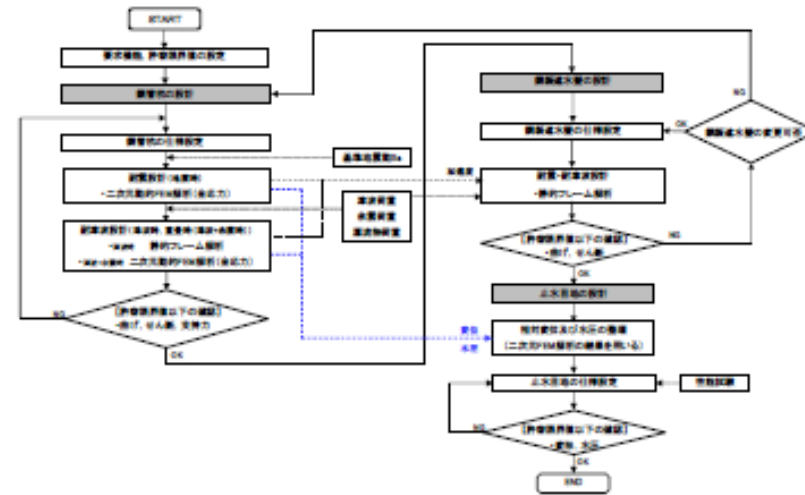 START
要求機能、許容限界値の設定
鋼管杭の設計
鋼管杭の仕様設定
基準地震動Ss
耐震設計(地震時)
・二次元動的FEM解析(全応力)
津波荷重
余震荷重
耐津波設計(津波時、重畳時(津波+余震時))
・津波時 静的フレーム解析
・津波+余震時 二次元動的FEM解析(全応力)
[許容限界値以下の確認]
・曲げ、せん断、支持力
NG
OK
鋼製遮水壁の設計
鋼製遮水壁の仕様設定
耐震・耐津波設計
・静的フレーム解析
[許容限界値以下の確認]
・曲げ、せん断
NG
OK
鋼製遮水壁の変更可否
NG
OK
止水目地の設計
変位
水圧
相対変位及び水圧の整理
(二次元FEM解析の結果を用いる)
止水目地の仕様設定
性能試験
[許容限界値以下の確認]
・変位、水圧
NG
OK
END